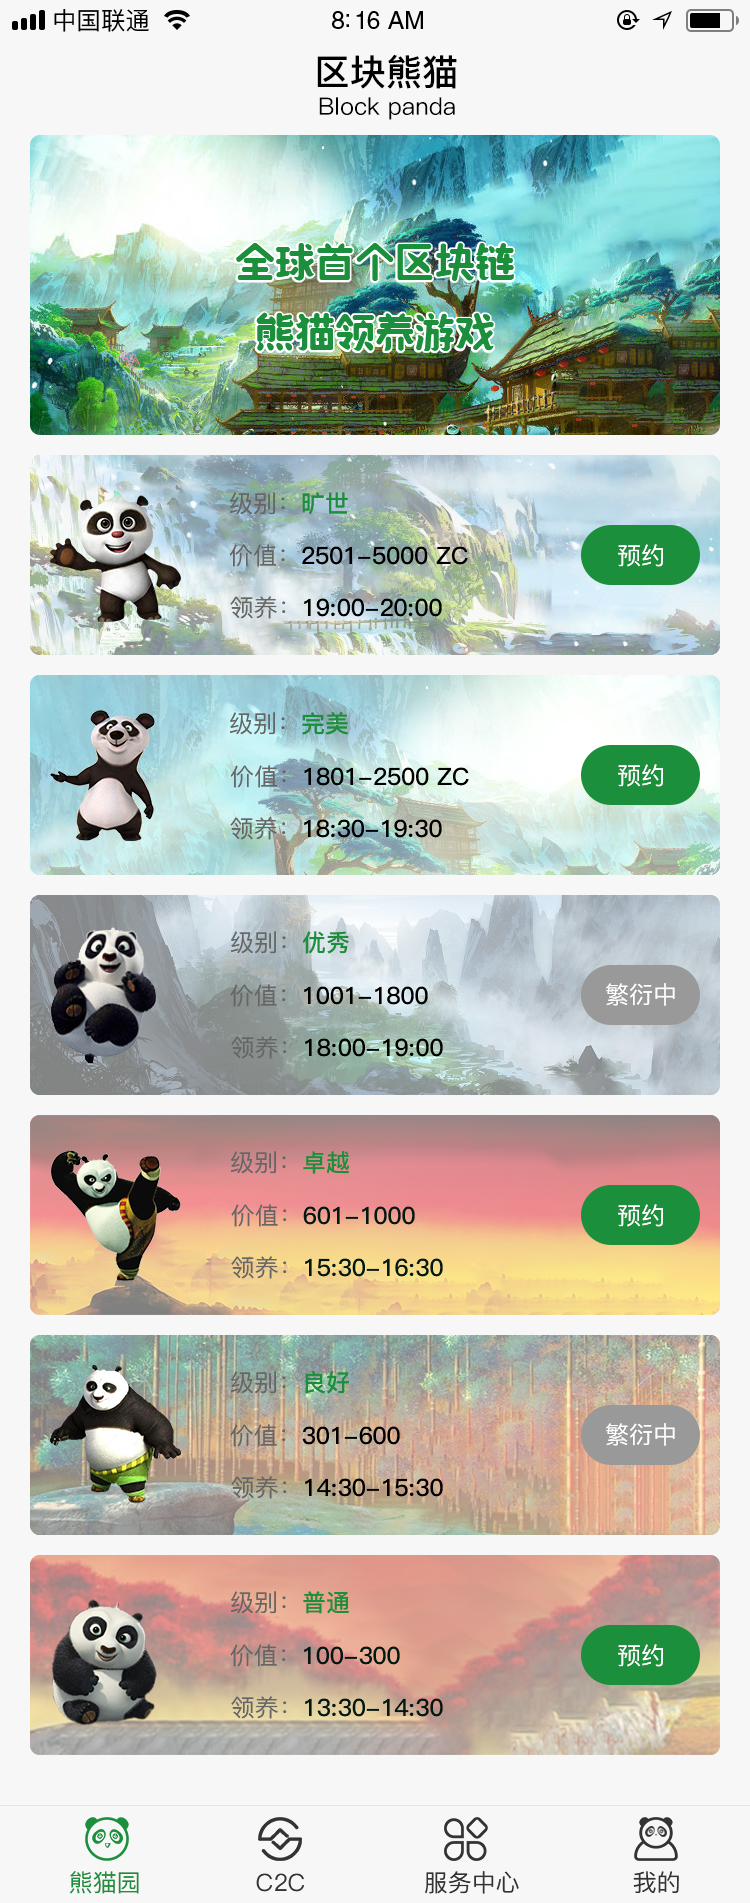 中国联通 8:16 AM
区块熊猫
Block panda
全球首个区块链
熊猫领养游戏
级别：旷世
价值：2501-5000 ZC
预约
领养：19:00-20:00
级别：完美
价值：1801-2500 ZC
预约
领养：18:30-19:30
级别：优秀
价值：1001-1800
繁衍中
领养：18:00-19:00
级别：卓越
价值：601-1000
预约
领养：15:30-16:30
级别：良好
价值：301-600
繁衍中
领养：14:30-15:30
级别：普通
价值：100-300
预约
领养：13:30-14:30
熊猫园 C2C 服务中心 我的